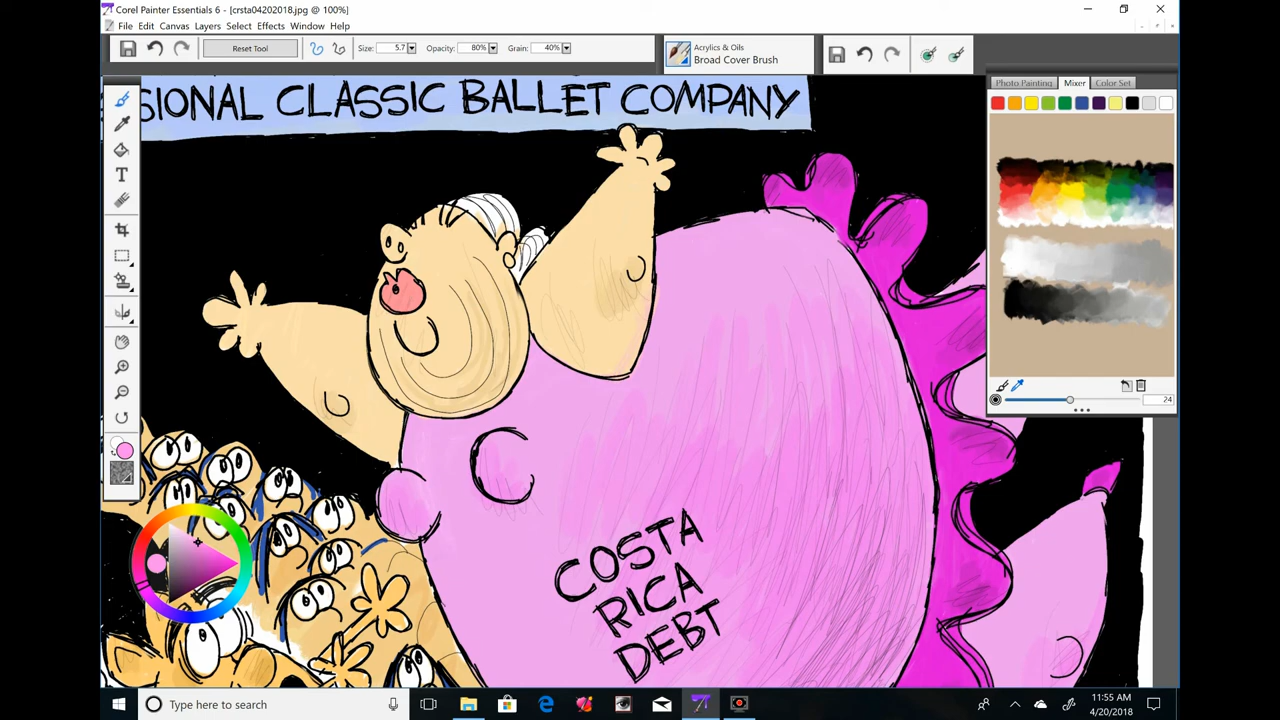 Corel Painter Essentials 6 - [crsta04202018.jpg @ 100%]
File Edit Canvas Layers Select Effects Window Help
Reset Tool Size: 5.7 Opacity: 80% Grain: 40%
Acrylics & Oils
Broad Cover Brush
Photo Painting Mixer Color Set
SIONAL CLASSIC BALLET COMPANY
24
COSTA
RICA
DEBT
Type here to search
11:55 AM
4/20/2018